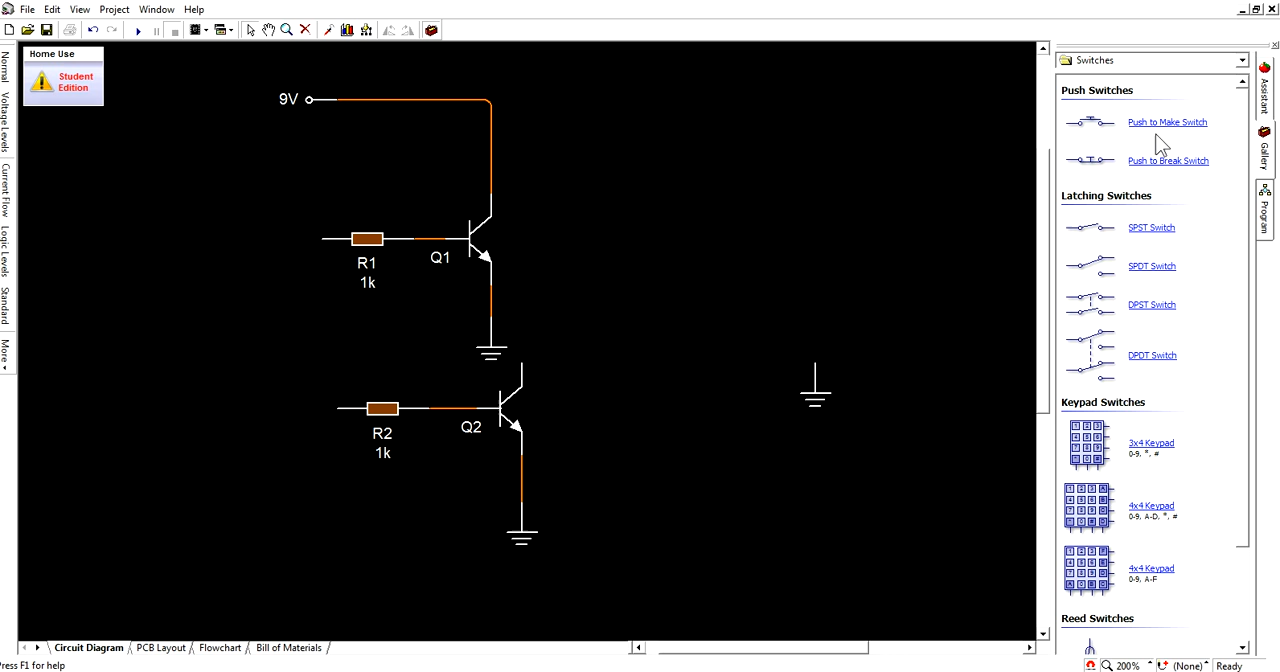 File Edit View Project Window Help
Home Use
Student
Edition
Normal
Voltage Levels
Current Flow
Logic Levels
Standard
More
9V
R1
1k
Q1
R2
1k
Q2
Switches
Push Switches
Push to Make Switch
Push to Break Switch
Latching Switches
SPST Switch
SPDT Switch
DPST Switch
DPDT Switch
Keypad Switches
3x4 Keypad
0-9, *, #
4x4 Keypad
0-9, A-D, *, #
4x4 Keypad
0-9, A-F
Reed Switches
Assistant
Gallery
Program
Circuit Diagram PCB Layout Flowchart Bill of Materials
Press F1 for help
200% (None) Ready